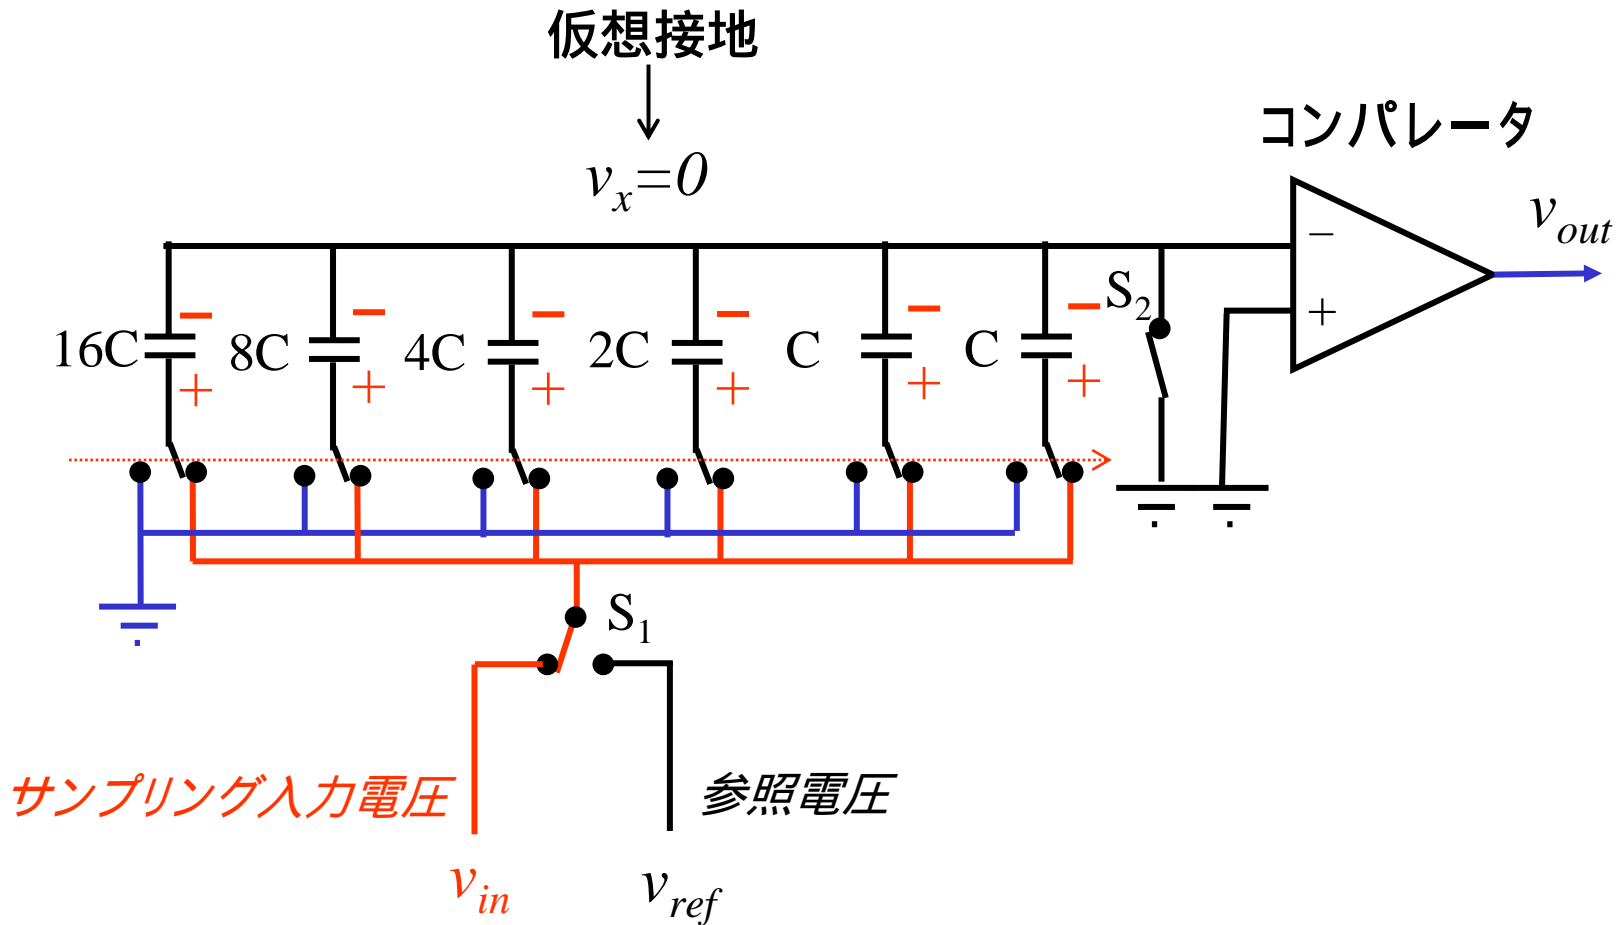 仮想接地
コンパレータ
v_x=0
v_out
−
− − − − − − S_2
16C 8C 4C 2C C C
+
+ + + + + +
S_1
サンプリング入力電圧 参照電圧
v_in v_ref